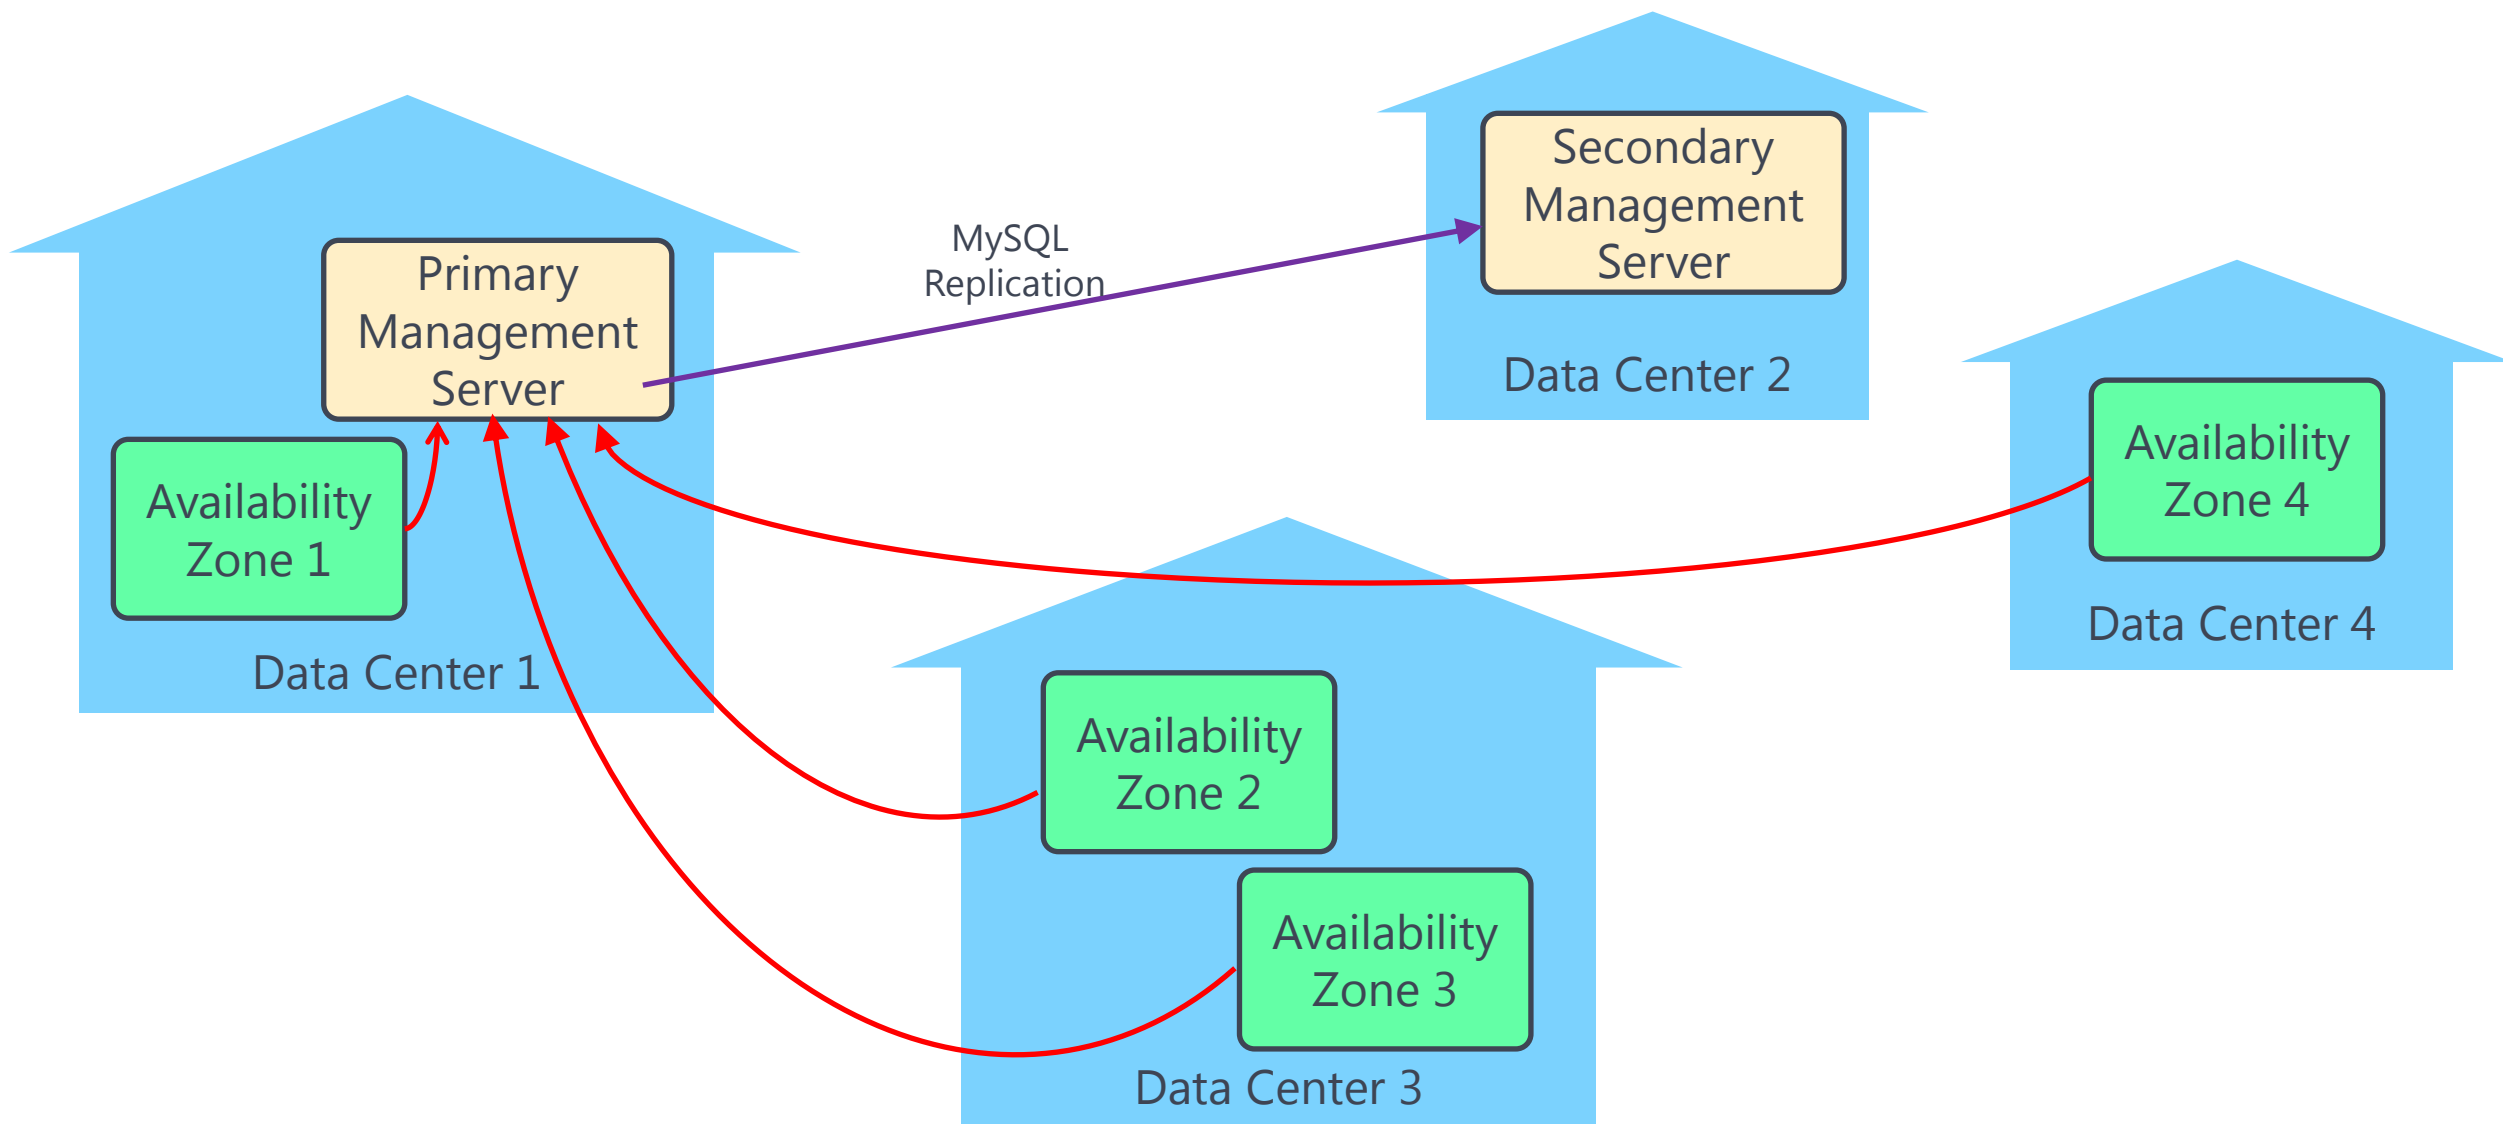 Primary
Management
Server
Availability
Zone 1
Data Center 1
MySQL
Replication
Secondary
Management
Server
Data Center 2
Availability
Zone 2
Availability
Zone 3
Data Center 3
Availability
Zone 4
Data Center 4